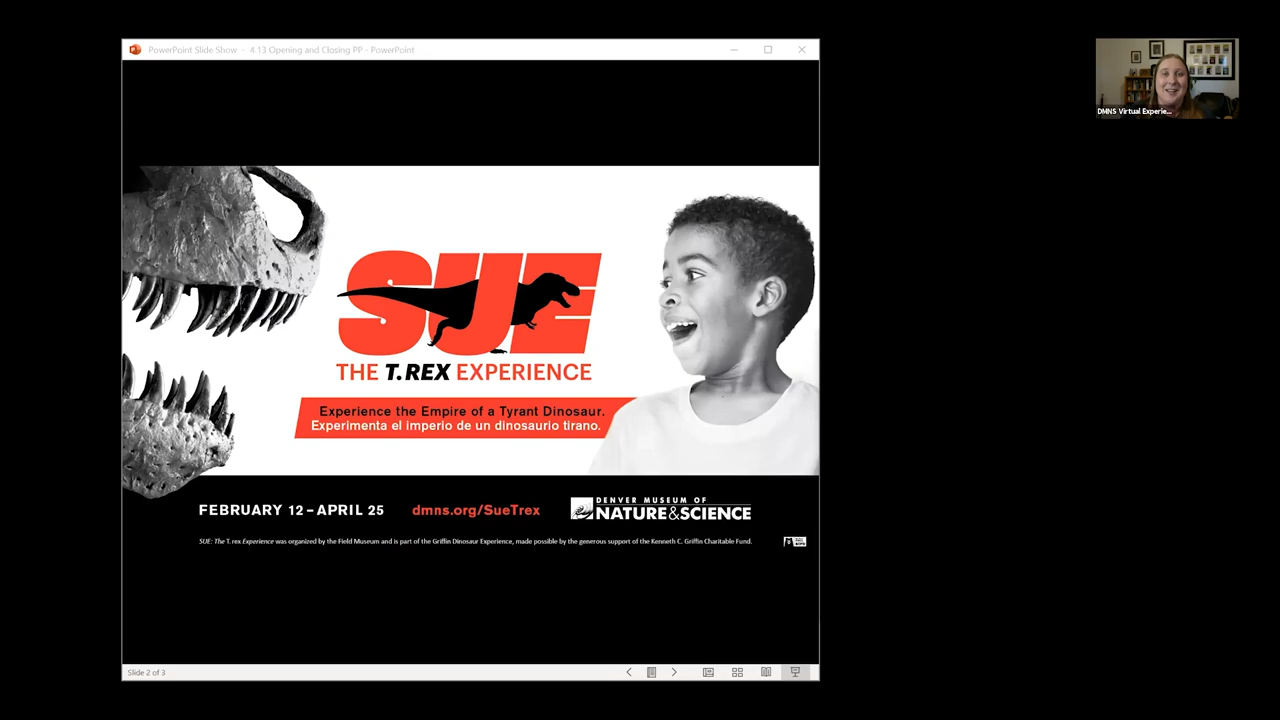 PowerPoint Slide Show - 4.13 Opening and Closing PP - PowerPoint
DMNS Virtual Experie...
SUE
THE T.REX EXPERIENCE
Experience the Empire of a Tyrant Dinosaur.
Experimenta el imperio de un dinosaurio tirano.
FEBRUARY 12–APRIL 25
dmns.org/SueTrex
DENVER MUSEUM OF
NATURE&SCIENCE
SUE: The T. rex Experience was organized by the Field Museum and is part of the Griffin Dinosaur Experience, made possible by the generous support of the Kenneth C. Griffin Charitable Fund.
Slide 2 of 3